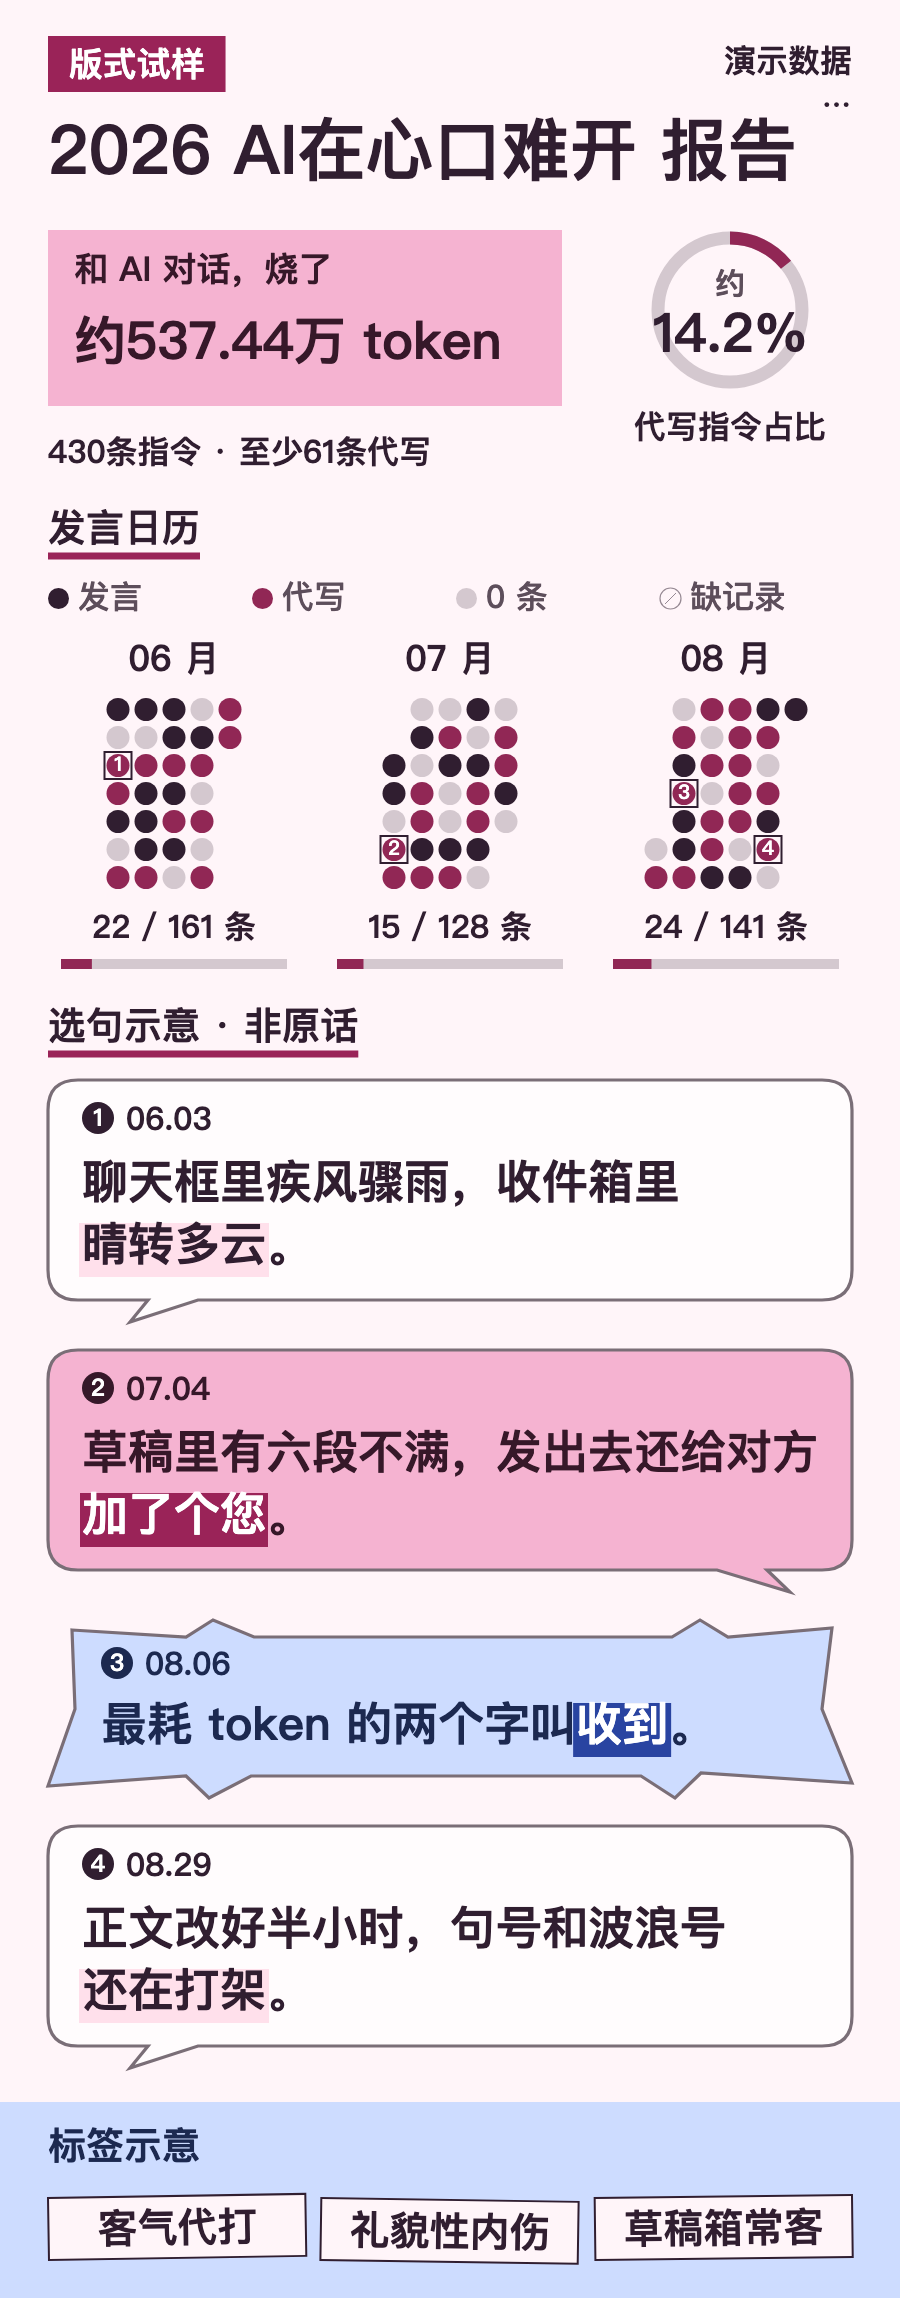 版式试样
演示数据
…
2026 AI在心口难开 报告
和 AI 对话，烧了
约537.44万 token
约
14.2%
代写指令占比
430条指令 · 至少61条代写
发言日历
发言
代写
0 条
缺记录
06 月
07 月
08 月
1
2
3
4
22 / 161 条
15 / 128 条
24 / 141 条
选句示意 · 非原话
1 06.03
聊天框里疾风骤雨，收件箱里
晴转多云。
2 07.04
草稿里有六段不满，发出去还给对方
加了个您。
3 08.06
最耗 token 的两个字叫收到。
4 08.29
正文改好半小时，句号和波浪号
还在打架。
标签示意
客气代打
礼貌性内伤
草稿箱常客